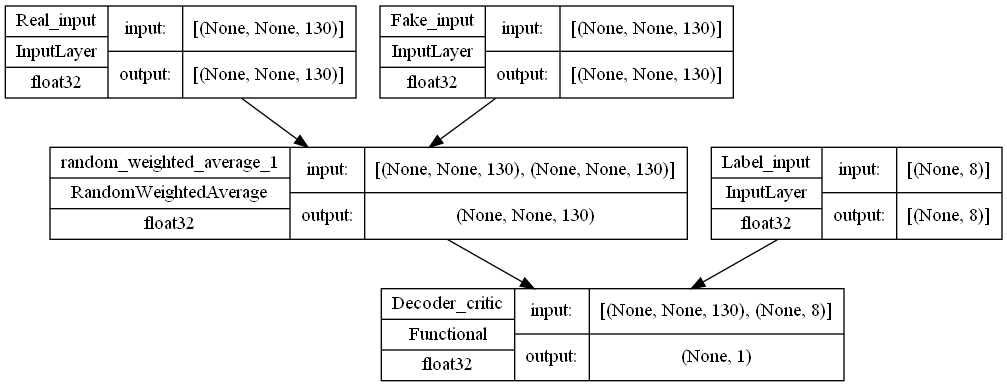 Real_input
InputLayer
float32
input:
[(None, None, 130)]
output:
[(None, None, 130)]
Fake_input
InputLayer
float32
input:
[(None, None, 130)]
output:
[(None, None, 130)]
random_weighted_average_1
RandomWeightedAverage
float32
input:
[(None, None, 130), (None, None, 130)]
output:
(None, None, 130)
Label_input
InputLayer
float32
input:
[(None, 8)]
output:
[(None, 8)]
Decoder_critic
Functional
float32
input:
[(None, None, 130), (None, 8)]
output:
(None, 1)